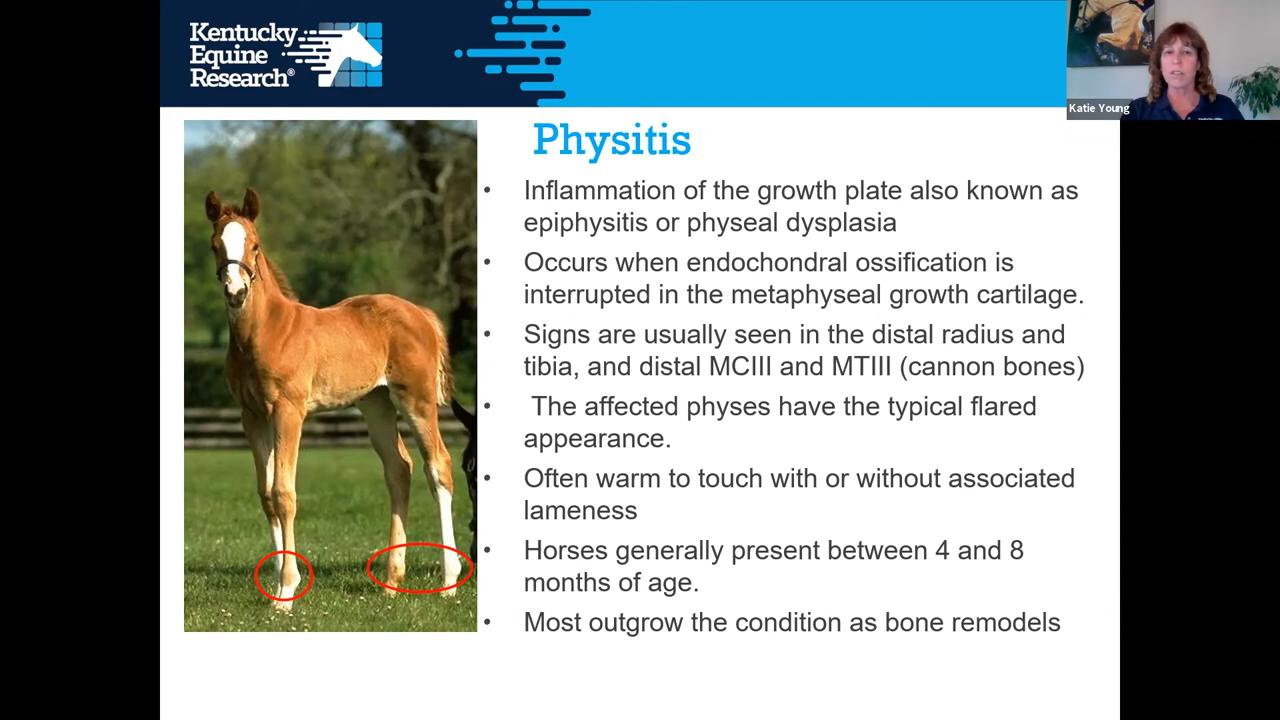 Kentucky
Equine
Research®
Katie Young
Physitis
• Inflammation of the growth plate also known as
epiphysitis or physeal dysplasia
• Occurs when endochondral ossification is
interrupted in the metaphyseal growth cartilage.
• Signs are usually seen in the distal radius and
tibia, and distal MCIII and MTIII (cannon bones)
• The affected physes have the typical flared
appearance.
• Often warm to touch with or without associated
lameness
• Horses generally present between 4 and 8
months of age.
• Most outgrow the condition as bone remodels